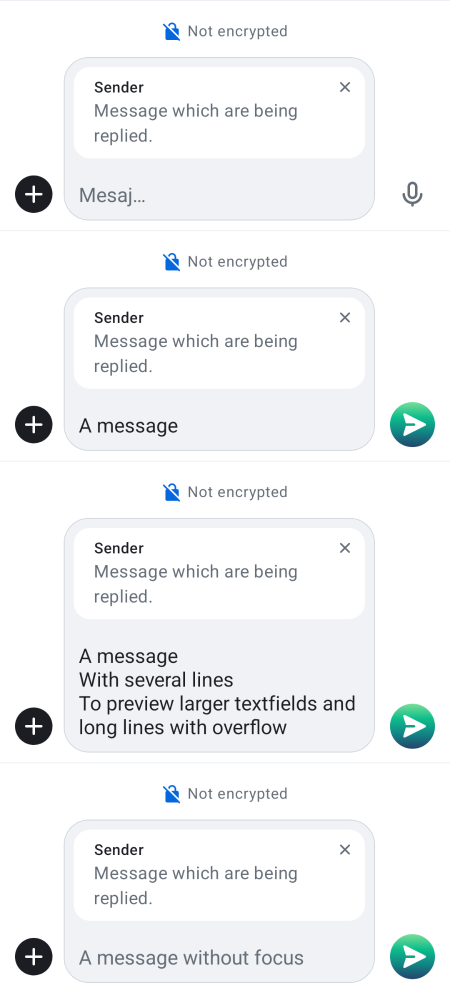 Not encrypted
Sender
Message which are being
replied.
Mesaj…
Not encrypted
Sender
Message which are being
replied.
A message
Not encrypted
Sender
Message which are being
replied.
A message
With several lines
To preview larger textfields and
long lines with overflow
Not encrypted
Sender
Message which are being
replied.
A message without focus